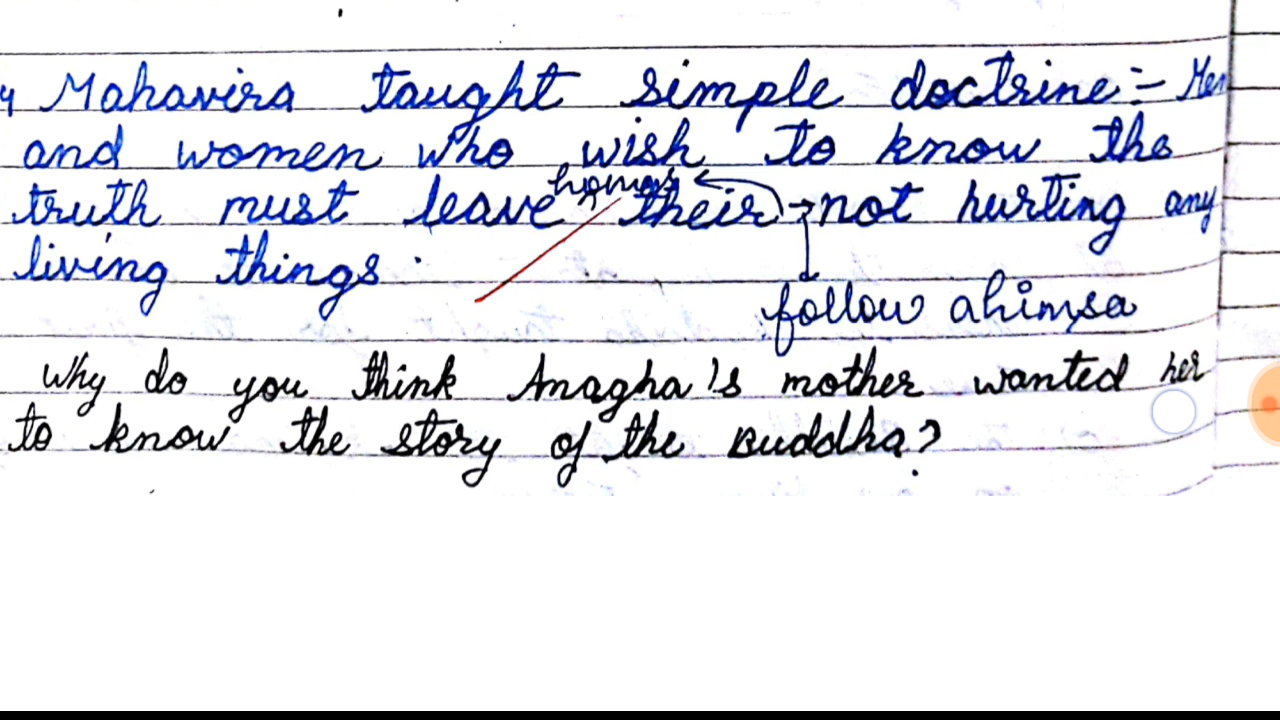 4 Mahavira taught simple doctrine :- Men
and women who wish to know the
homes
truth must leave their not hurting any
living things.
follow ahimsa
Why do you think Anagha's mother wanted her
to know the story of the Buddha?